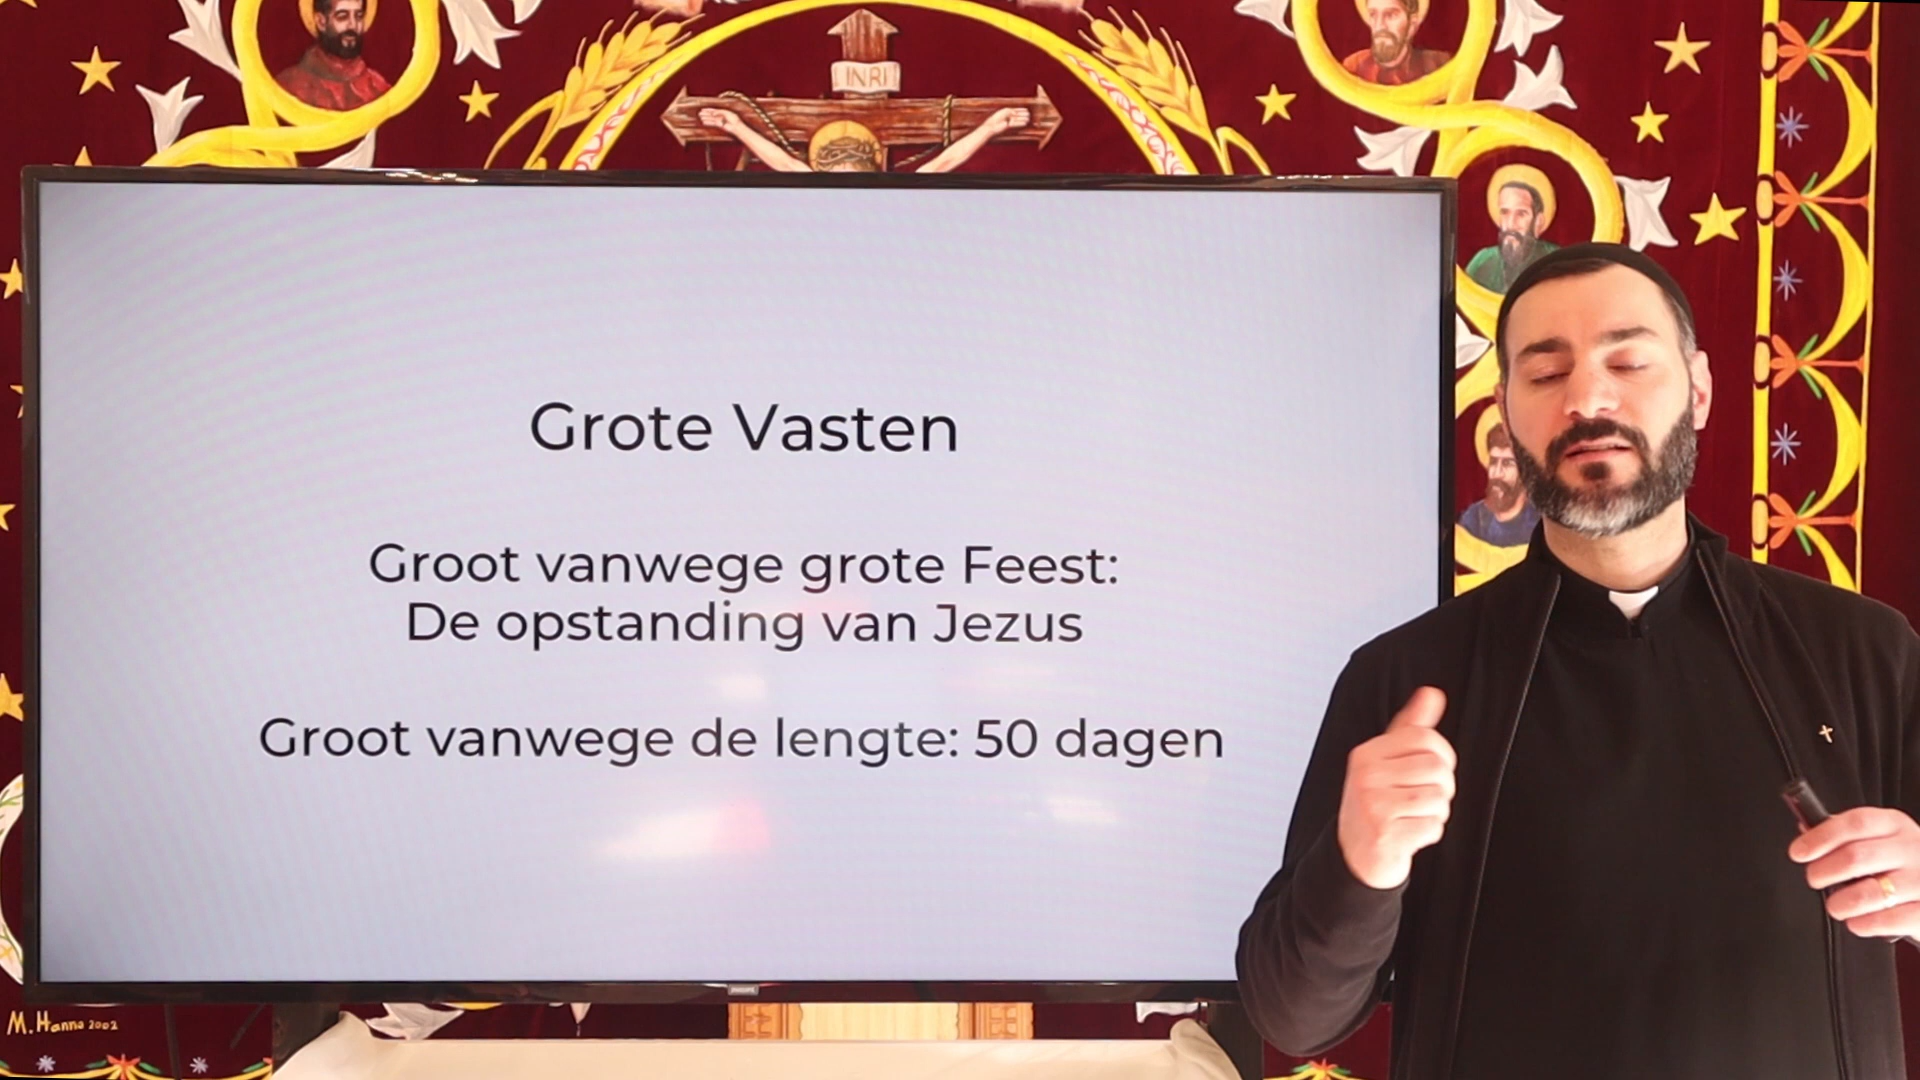 INRI
Grote Vasten
Groot vanwege grote Feest:
De opstanding van Jezus
Groot vanwege de lengte: 50 dagen
PHILIPS
M. Hanna 2002